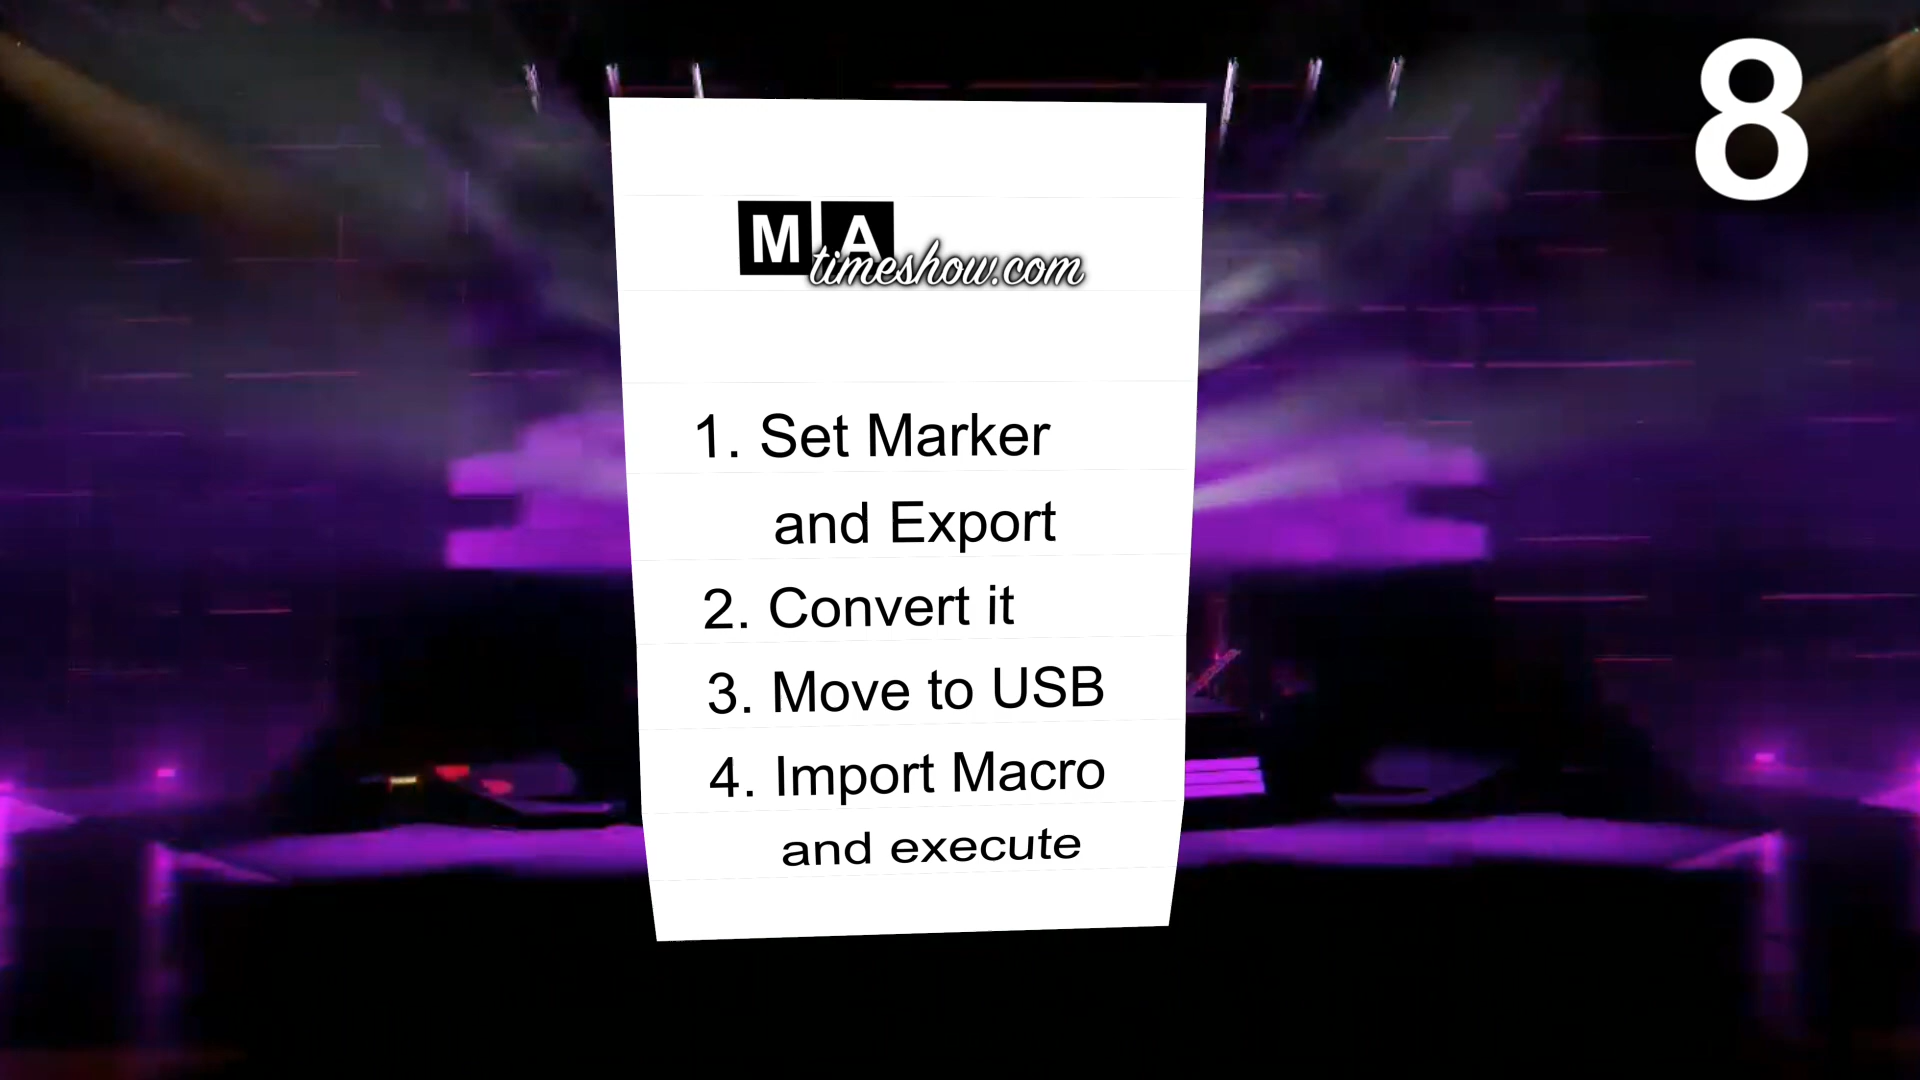 8
MA
timeshow.com
1. Set Marker
and Export
2. Convert it
3. Move to USB
4. Import Macro
and execute